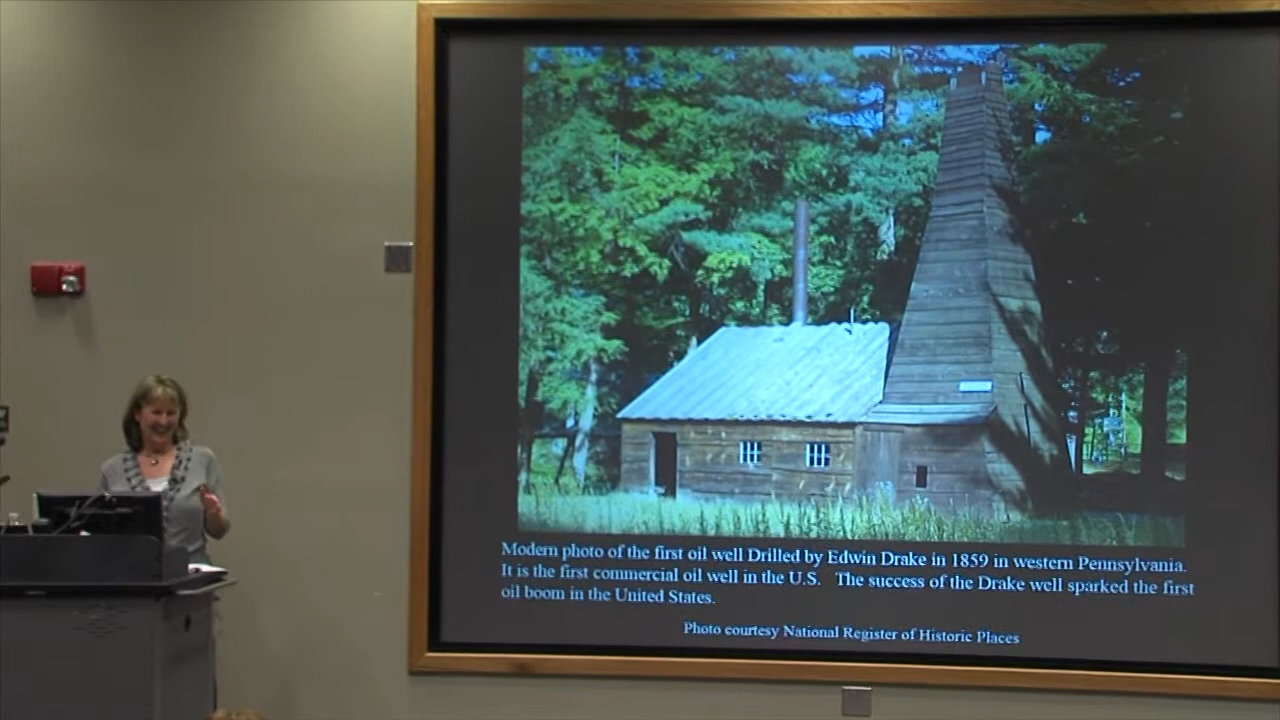 Modern photo of the first oil well Drilled by Edwin Drake in 1859 in western Pennsylvania.
It is the first commercial oil well in the U.S. The success of the Drake well sparked the first
oil boom in the United States.
Photo courtesy National Register of Historic Places